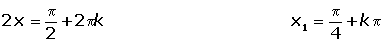 2x = π/2 + 2πk    x₁ = π/4 + kπ